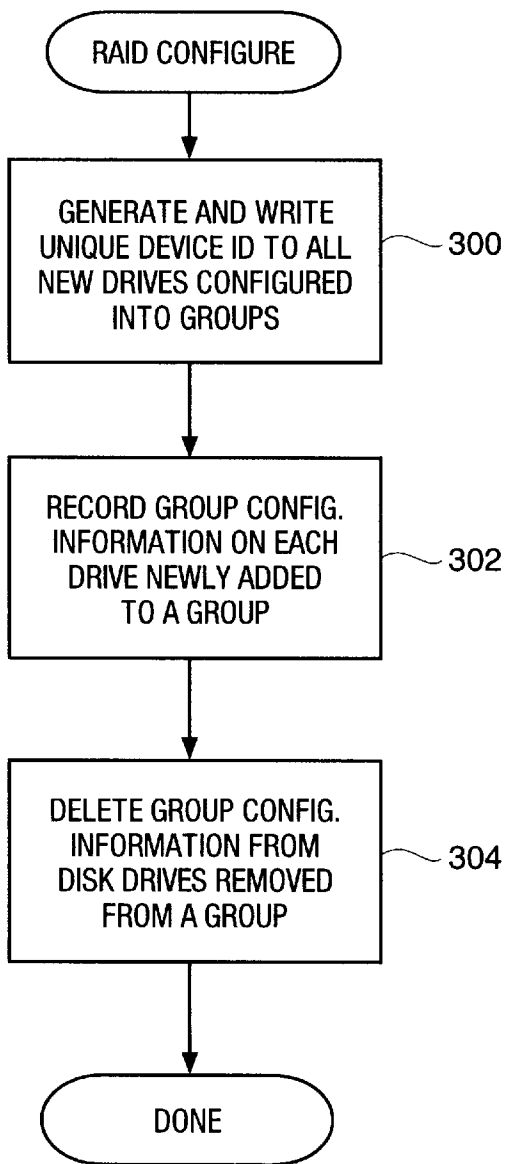 RAID CONFIGURE
GENERATE AND WRITE
UNIQUE DEVICE ID TO ALL
NEW DRIVES CONFIGURED
INTO GROUPS
300
RECORD GROUP CONFIG.
INFORMATION ON EACH
DRIVE NEWLY ADDED
TO A GROUP
302
DELETE GROUP CONFIG.
INFORMATION FROM
DISK DRIVES REMOVED
FROM A GROUP
304
DONE